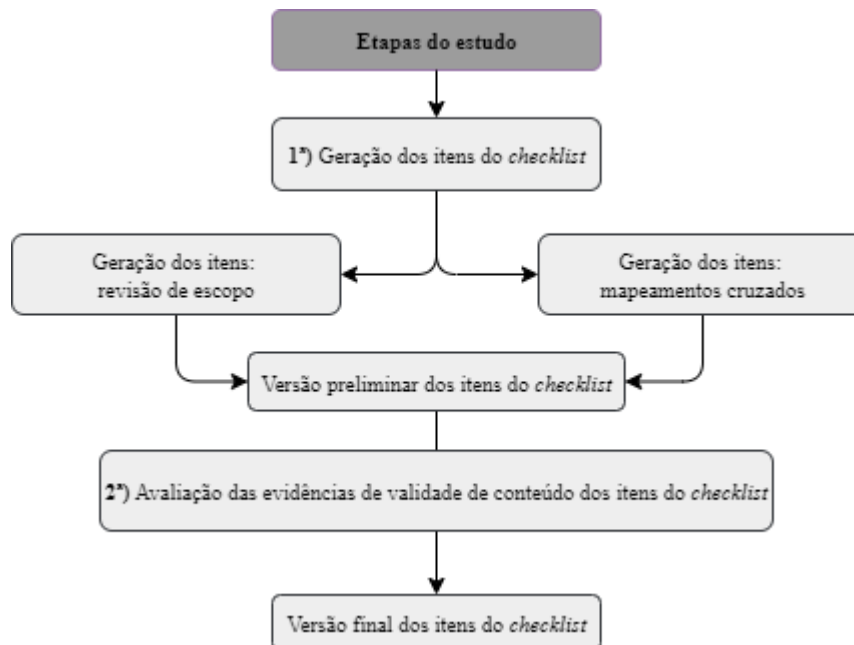 Etapas do estudo
1ª) Geração dos itens do checklist
Geração dos itens:
revisão de escopo
Geração dos itens:
mapeamentos cruzados
Versão preliminar dos itens do checklist
2ª) Avaliação das evidências de validade de conteúdo dos itens do checklist
Versão final dos itens do checklist